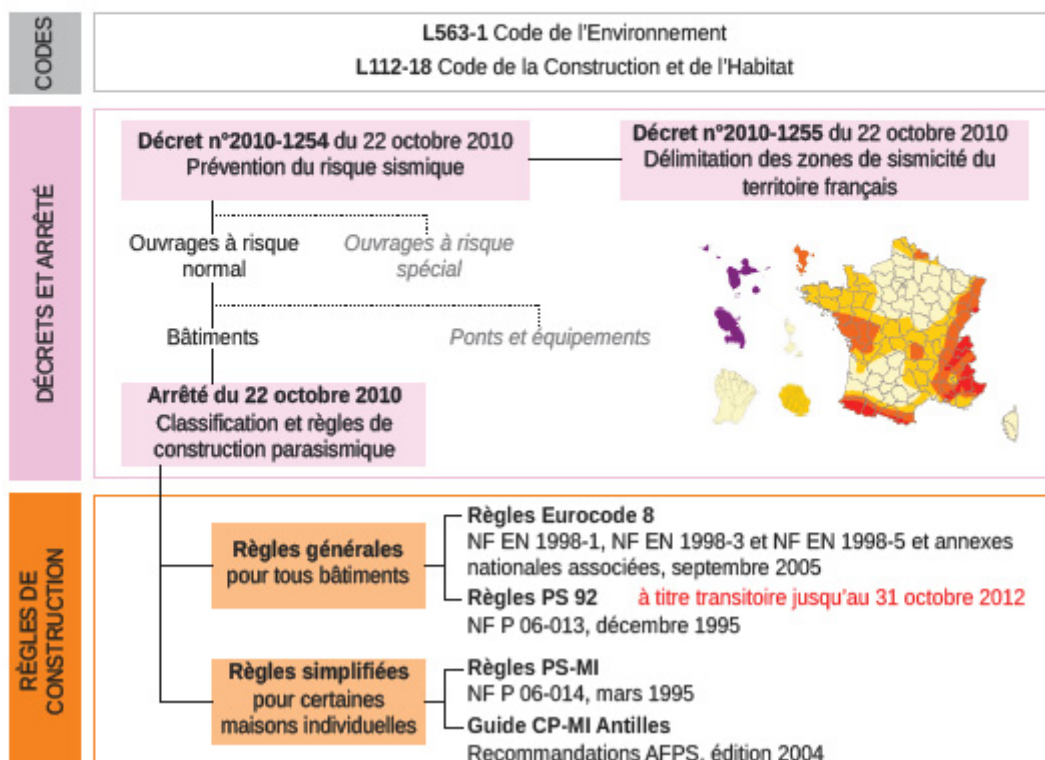 CODES
L563-1 Code de l'Environnement
L112-18 Code de la Construction et de l'Habitat
DÉCRETS ET ARRÊTÉ
Décret n°2010-1254 du 22 octobre 2010
Prévention du risque sismique
Décret n°2010-1255 du 22 octobre 2010
Délimitation des zones de sismicité du
territoire français
Ouvrages à risque
normal
Ouvrages à risque
spécial
Bâtiments
Ponts et équipements
Arrêté du 22 octobre 2010
Classification et règles de
construction parasismique
RÈGLES DE
CONSTRUCTION
Règles générales
pour tous bâtiments
Règles Eurocode 8
NF EN 1998-1, NF EN 1998-3 et NF EN 1998-5 et annexes
nationales associées, septembre 2005
Règles PS 92 à titre transitoire jusqu'au 31 octobre 2012
NF P 06-013, décembre 1995
Règles simplifiées
pour certaines
maisons individuelles
Règles PS-MI
NF P 06-014, mars 1995
Guide CP-MI Antilles
Recommandations AFPS, édition 2004